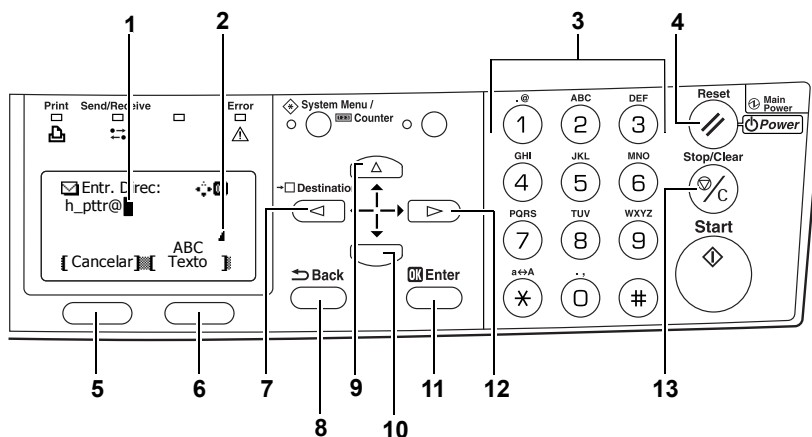 1 2 3 4
Print Send/Receive Error
System Menu /
Counter
Reset
Main
Power
Power
.@ ABC DEF
1 2 3
GHI JKL MNO
4 5 6
Stop/Clear
C
PQRS TUV WXYZ
7 8 9
a↔A .,
* 0 #
Start
Entr. Direc: OK
h_pttr@
ABC
[ Cancelar ] [ Texto ]
→□ Destination
Back OK Enter
5 6 7 8 9 10 11 12 13